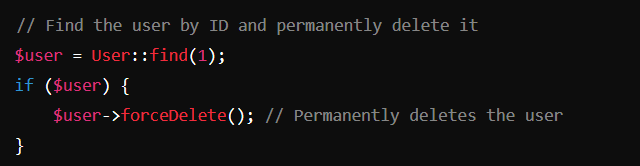 // Find the user by ID and permanently delete it
$user = User::find(1);
if ($user) {
    $user->forceDelete(); // Permanently deletes the user
}